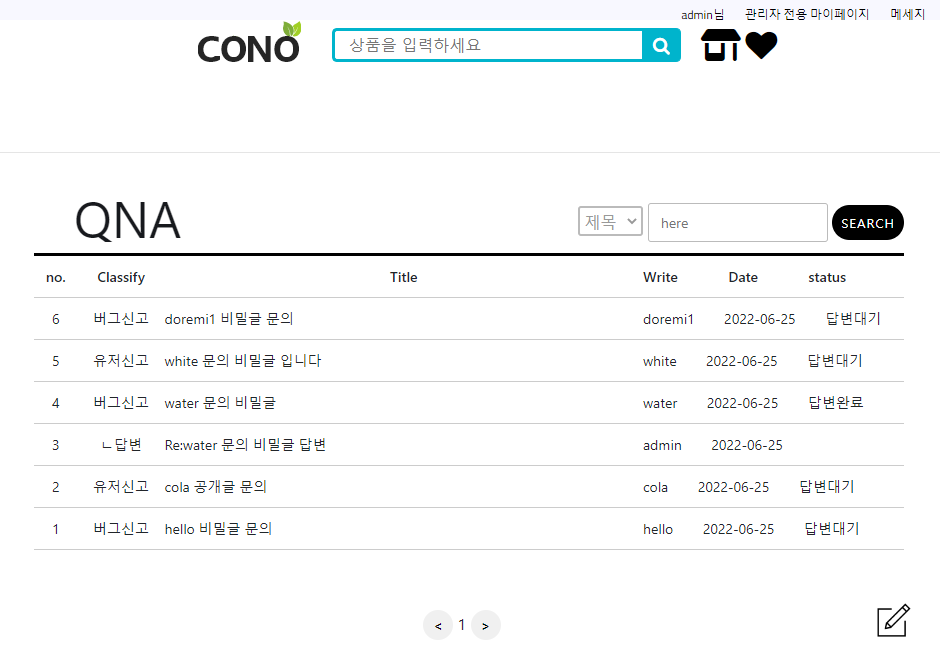 admin님 관리자 전용 마이페이지 메세지
CONO 상품을 입력하세요
QNA 제목 here SEARCH
no. Classify Title Write Date status
6 버그신고 doremi1 비밀글 문의 doremi1 2022-06-25 답변대기
5 유저신고 white 문의 비밀글 입니다 white 2022-06-25 답변대기
4 버그신고 water 문의 비밀글 water 2022-06-25 답변완료
3 ㄴ답변 Re:water 문의 비밀글 답변 admin 2022-06-25
2 유저신고 cola 공개글 문의 cola 2022-06-25 답변대기
1 버그신고 hello 비밀글 문의 hello 2022-06-25 답변대기
< 1 >